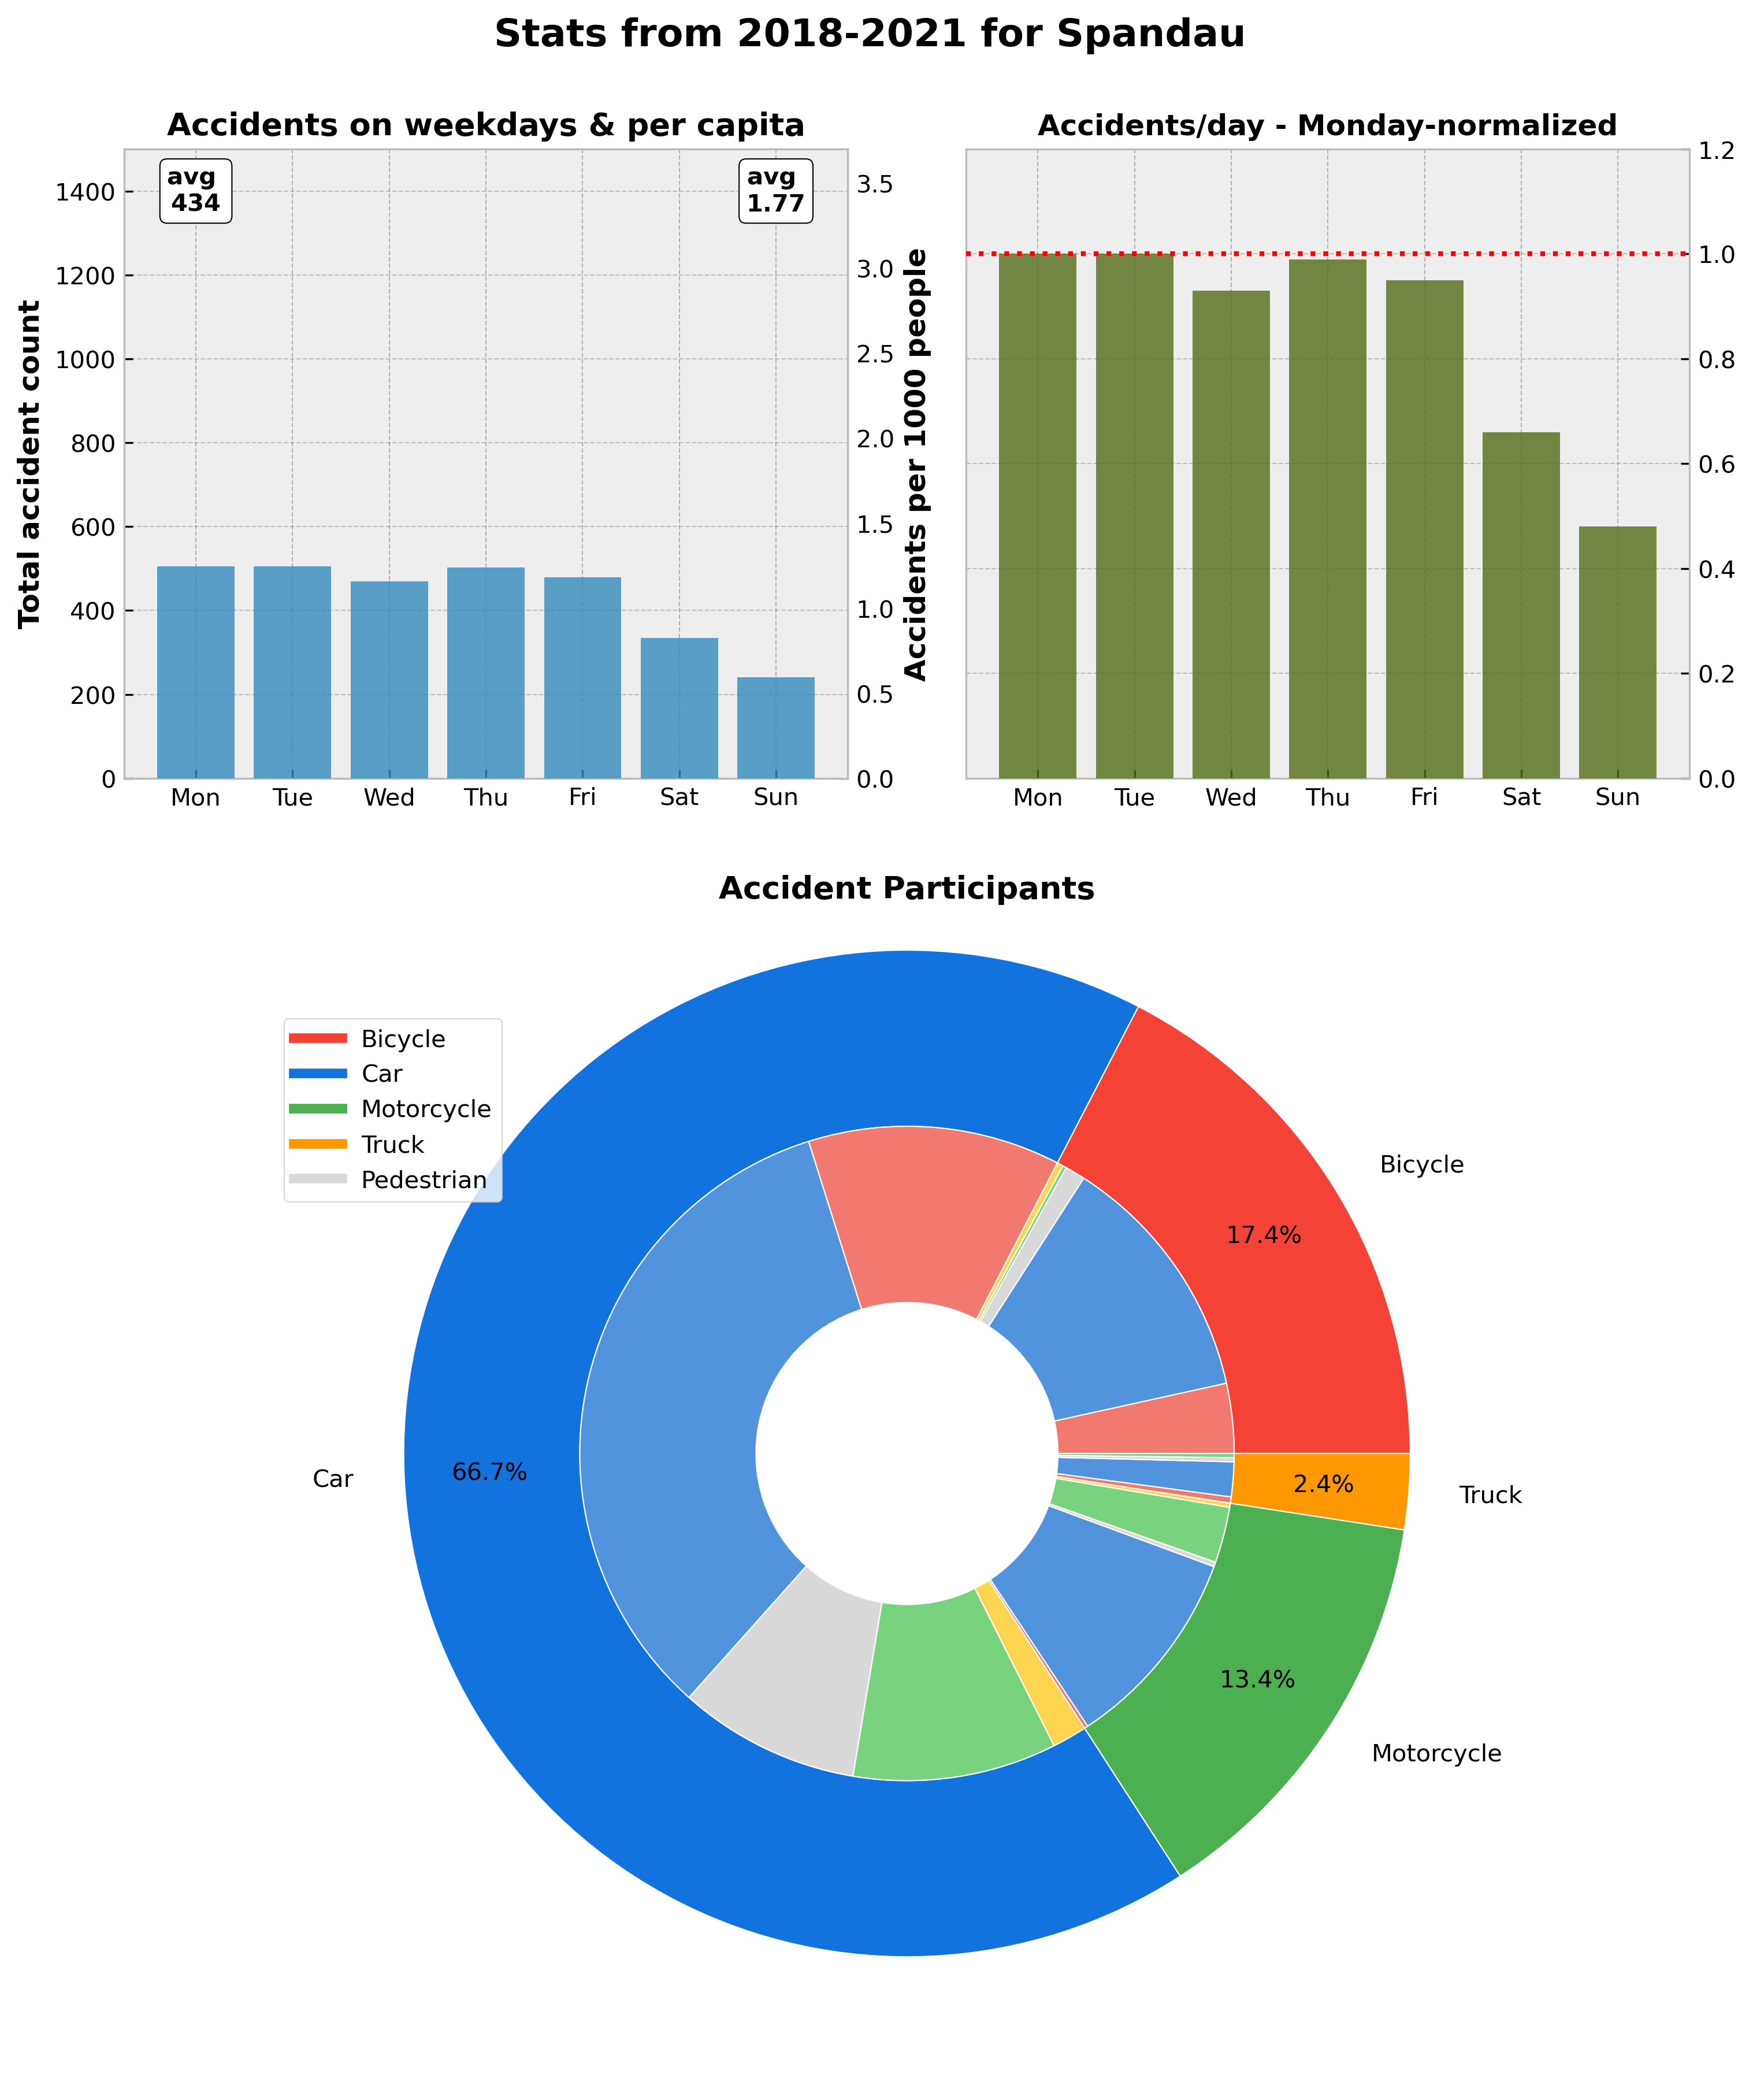 Stats from 2018-2021 for Spandau
Accidents on weekdays & per capita
Total accident count
1400
1200
1000
800
600
400
200
0
avg
434
avg
1.77
3.5
3.0
2.5
2.0
1.5
1.0
0.5
0.0
Accidents per 1000 people
Mon Tue Wed Thu Fri Sat Sun
Accidents/day - Monday-normalized
1.2
1.0
0.8
0.6
0.4
0.2
0.0
Mon Tue Wed Thu Fri Sat Sun
Accident Participants
Bicycle
Car
Motorcycle
Truck
Pedestrian
Bicycle
17.4%
Car
66.7%
2.4%
Truck
13.4%
Motorcycle